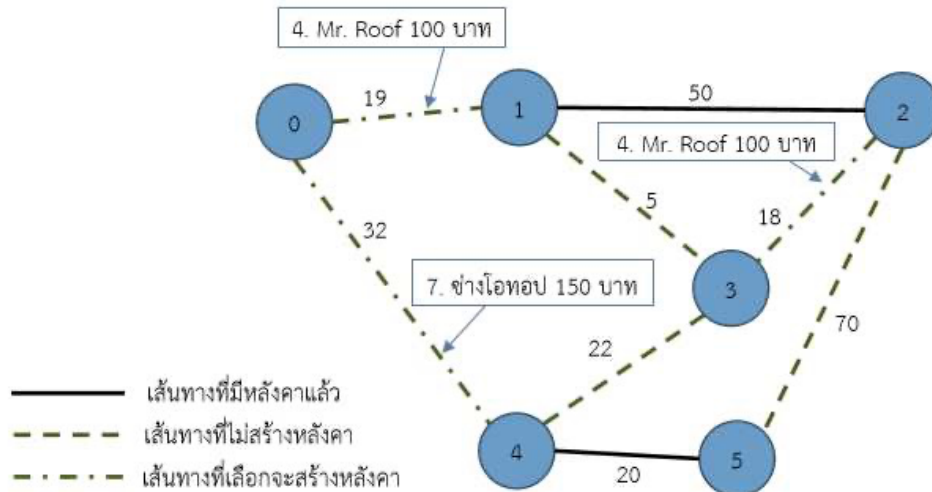 4. Mr. Roof 100 บาท
19
0
1
50
2
4. Mr. Roof 100 บาท
5
18
32
3
7. ช่างโอทอป 150 บาท
70
22
เส้นทางที่มีหลังคาแล้ว
เส้นทางที่ไม่สร้างหลังคา
4
5
20
เส้นทางที่เลือกจะสร้างหลังคา